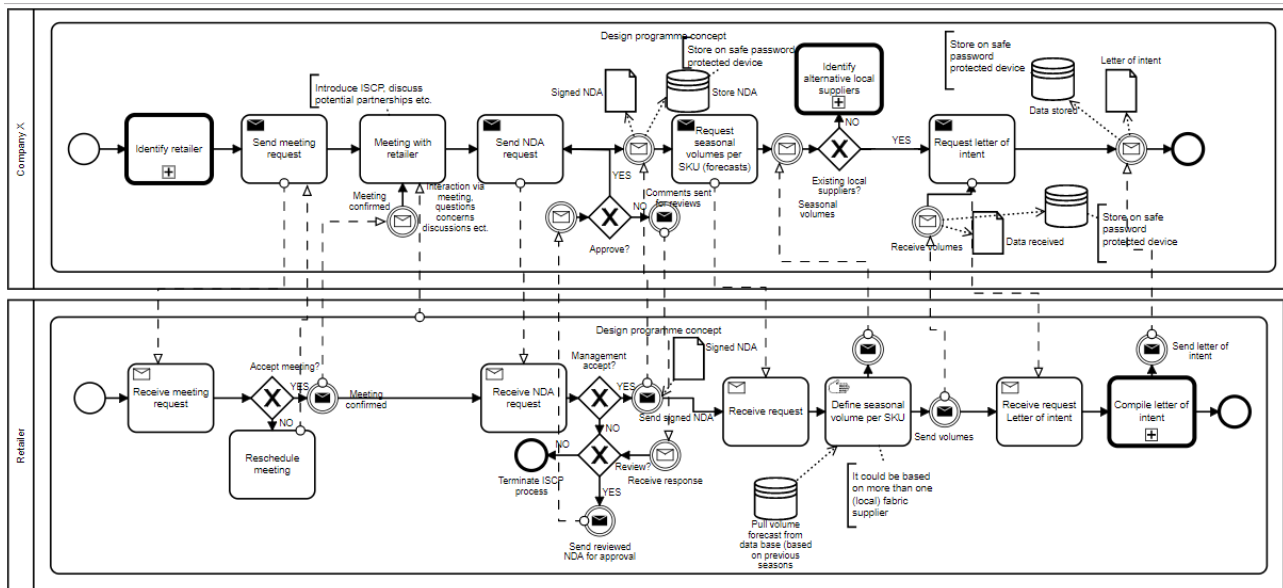 Company X
Design programme concept
Store on safe password
protected device
Signed NDA
Store NDA
Identify
alternative local
suppliers
Store on safe
password
protected device
Data stored
Letter of intent
Introduce ISCP, discuss
potential partnerships etc.
Identify retailer
Send meeting
request
Meeting with
retailer
Send NDA
request
Request
seasonal
volumes per
SKU (forecasts)
NO
YES
Request letter of
intent
YES
Existing local
suppliers?
Seasonal
volumes
Meeting
confirmed
Interaction via
meeting,
questions
concerns
discussions ect.
NO
Comments sent
for reviews
Approve?
Receive volumes
Data received
Store on safe
password
protected device
Retailer
Design programme concept
Signed NDA
Accept meeting?
Management
accept?
Send letter of
intent
Receive meeting
request
YES
Meeting
confirmed
Receive NDA
request
YES
Send signed NDA
Receive request
Define seasonal
volume per SKU
Send volumes
Receive request
Letter of intent
Compile letter of
intent
NO
Reschedule
meeting
NO
NO
Review?
Receive response
Terminate ISCP
process
YES
Send reviewed
NDA for approval
It could be based
on more than one
(local) fabric
supplier
Pull volume
forecast from
data base (based
on previous
seasons